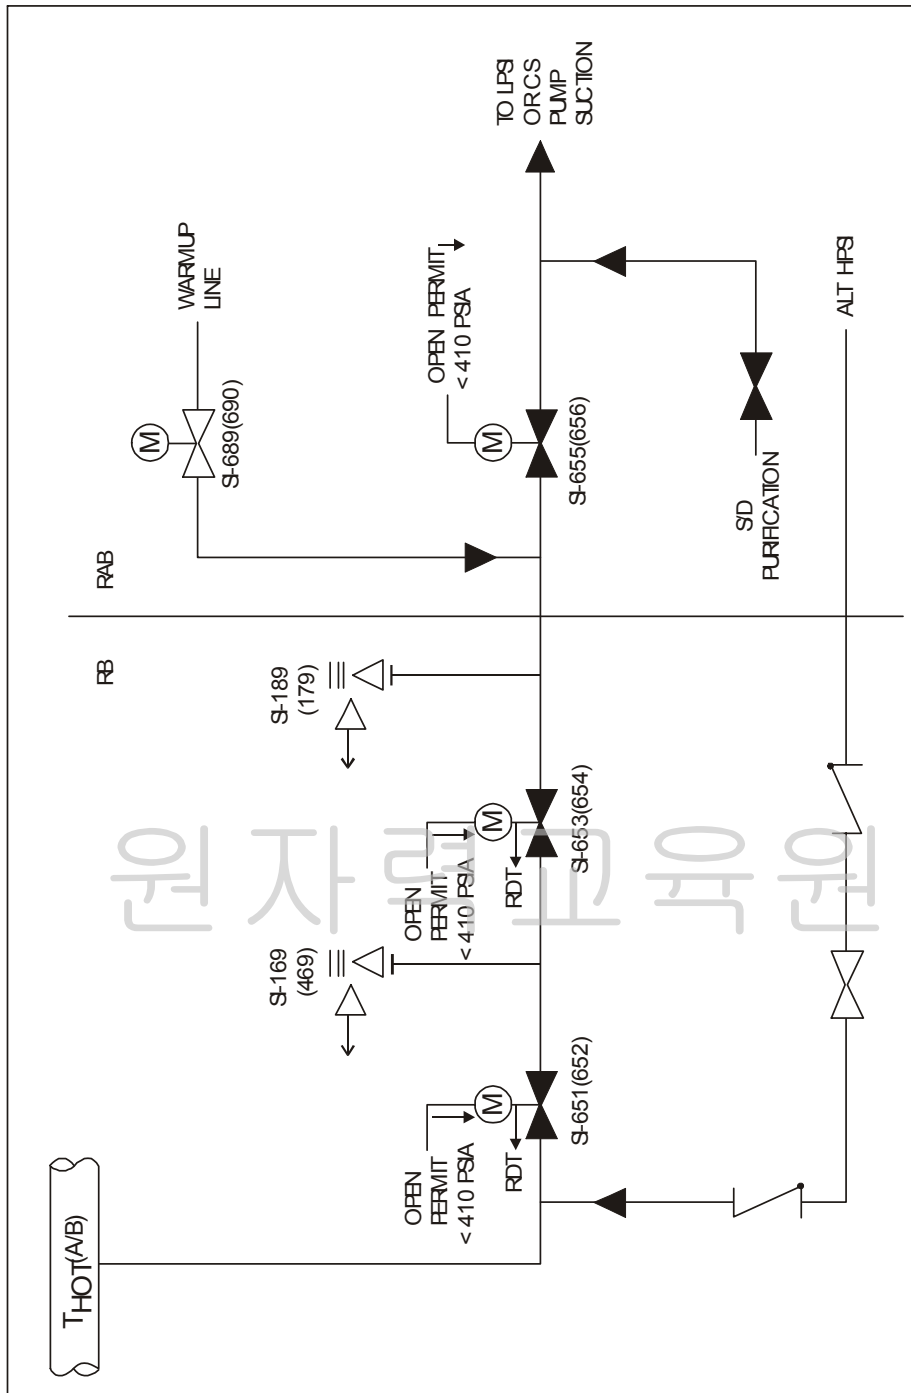 T HOT (A/B)
RB
RAB
WARMUP
LINE
SI-689(690)
SI-169
(469)
SI-189
(179)
OPEN
PERMIT
< 410 PSIA
M
RDT
SI-651(652)
OPEN
PERMIT
< 410 PSIA
M
RDT
SI-653(654)
M
OPEN PERMIT
< 410 PSIA
M
SI-655(656)
TO LPSI
OR CS
PUMP
SUCTION
S/D
PURIFICATION
ALT HPSI
원자력교육원